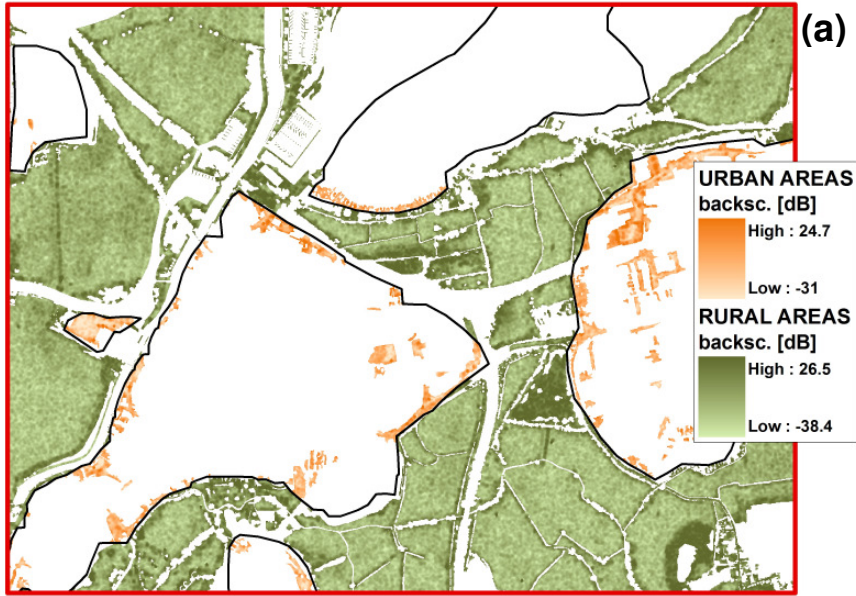 (a)
URBAN AREAS
backsc. [dB]
High : 24.7
Low : -31
RURAL AREAS
backsc. [dB]
High : 26.5
Low : -38.4